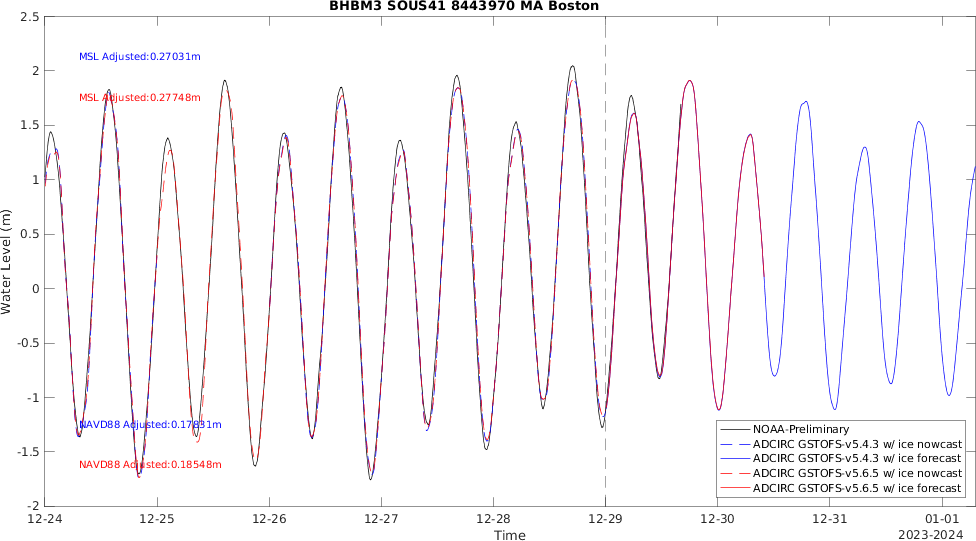 BHBM3 SOUS41 8443970 MA Boston
2.5
2
1.5
1
0.5
0
-0.5
-1
-1.5
-2
Water Level (m)
MSL Adjusted:0.27031m
MSL Adjusted:0.27748m
NAVD88 Adjusted:0.17831m
NAVD88 Adjusted:0.18548m
NOAA-Preliminary
ADCIRC GSTOFS-v5.4.3 w/ ice nowcast
ADCIRC GSTOFS-v5.4.3 w/ ice forecast
ADCIRC GSTOFS-v5.6.5 w/ ice nowcast
ADCIRC GSTOFS-v5.6.5 w/ ice forecast
12-24 12-25 12-26 12-27 12-28 12-29 12-30 12-31 01-01
Time
2023-2024